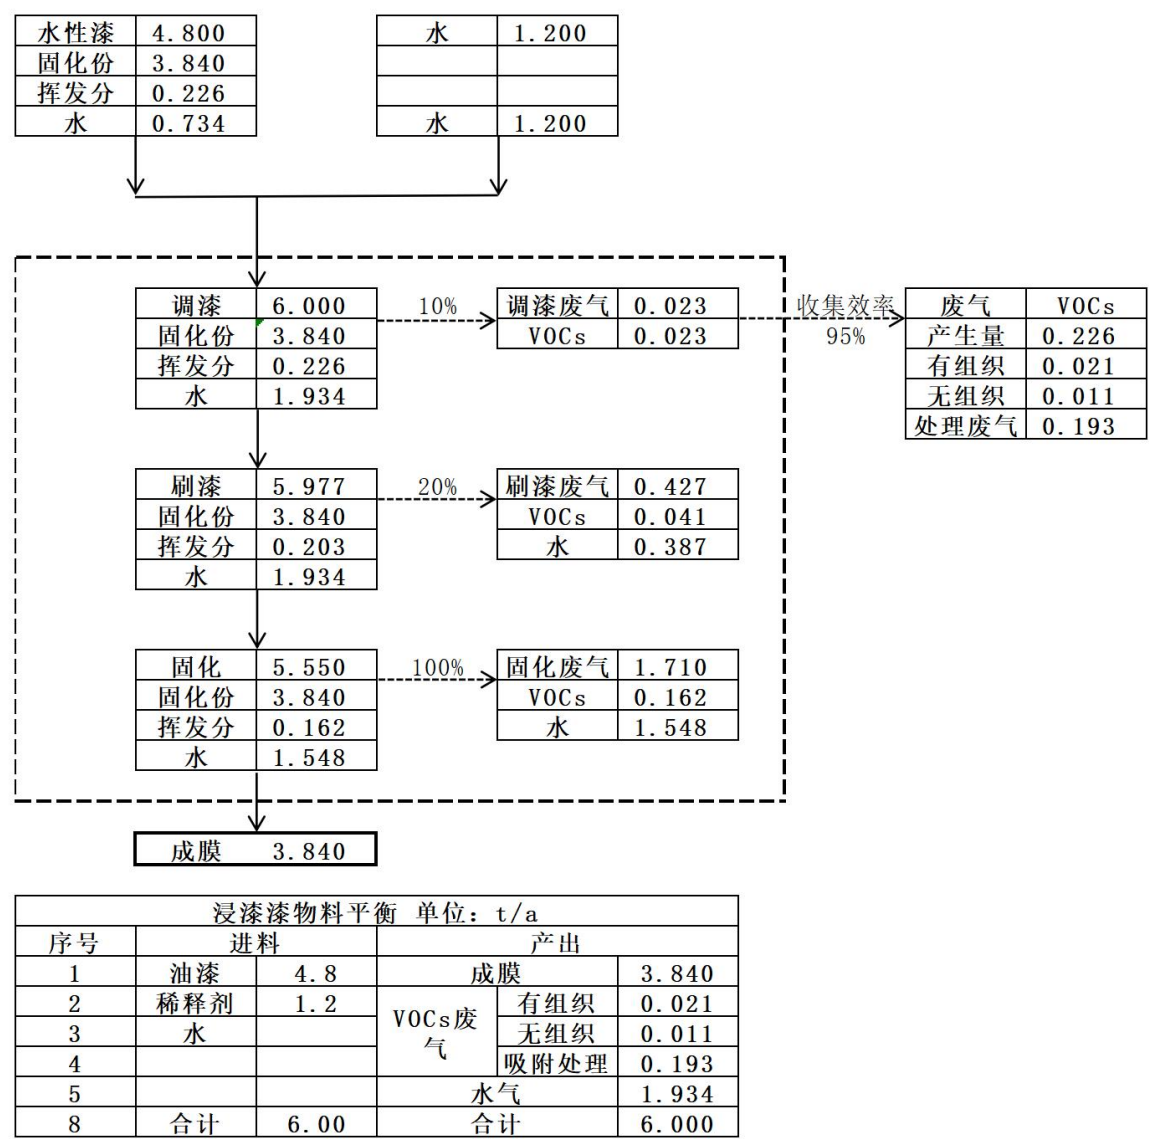 水性漆 4.800 水 1.200
固化份 3.840
挥发分 0.226
水 0.734 水 1.200
调漆 6.000 10% 调漆废气 0.023 收集效率 废气 VOCs
固化份 3.840 VOCs 0.023 95% 产生量 0.226
挥发分 0.226 有组织 0.021
水 1.934 无组织 0.011
处理废气 0.193
刷漆 5.977 20% 刷漆废气 0.427
固化份 3.840 VOCs 0.041
挥发分 0.203 水 0.387
水 1.934
固化 5.550 100% 固化废气 1.710
固化份 3.840 VOCs 0.162
挥发分 0.162 水 1.548
水 1.548
成膜 3.840
浸漆漆物料平衡 单位：t/a
序号 进料 产出
1 油漆 4.8 成膜 3.840
2 稀释剂 1.2 VOCs废气 有组织 0.021
3 水 无组织 0.011
4 吸附处理 0.193
5 水气 1.934
8 合计 6.00 合计 6.000